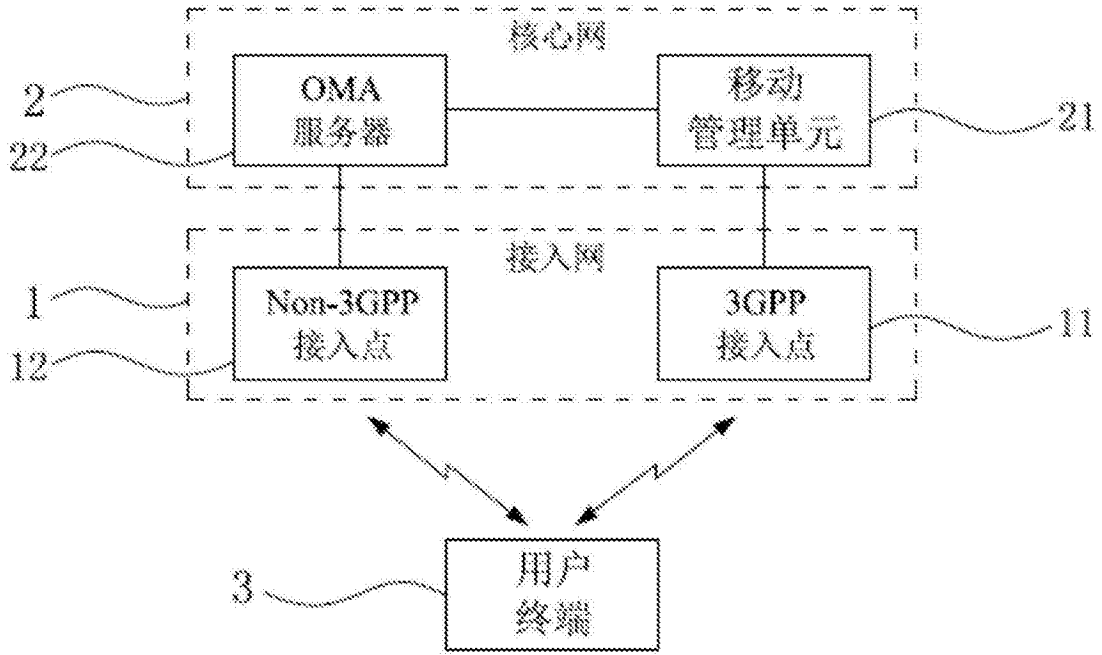 核心网
2
OMA
服务器
22
移动
管理单元
21
接入网
1
Non-3GPP
接入点
12
3GPP
接入点
11
3
用户
终端